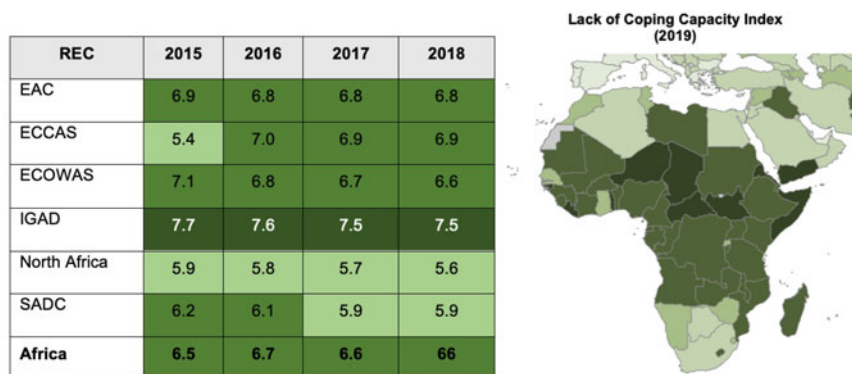 Lack of Coping Capacity Index
(2019)
REC 2015 2016 2017 2018
EAC 6.9 6.8 6.8 6.8
ECCAS 5.4 7.0 6.9 6.9
ECOWAS 7.1 6.8 6.7 6.6
IGAD 7.7 7.6 7.5 7.5
North Africa 5.9 5.8 5.7 5.6
SADC 6.2 6.1 5.9 5.9
Africa 6.5 6.7 6.6 66